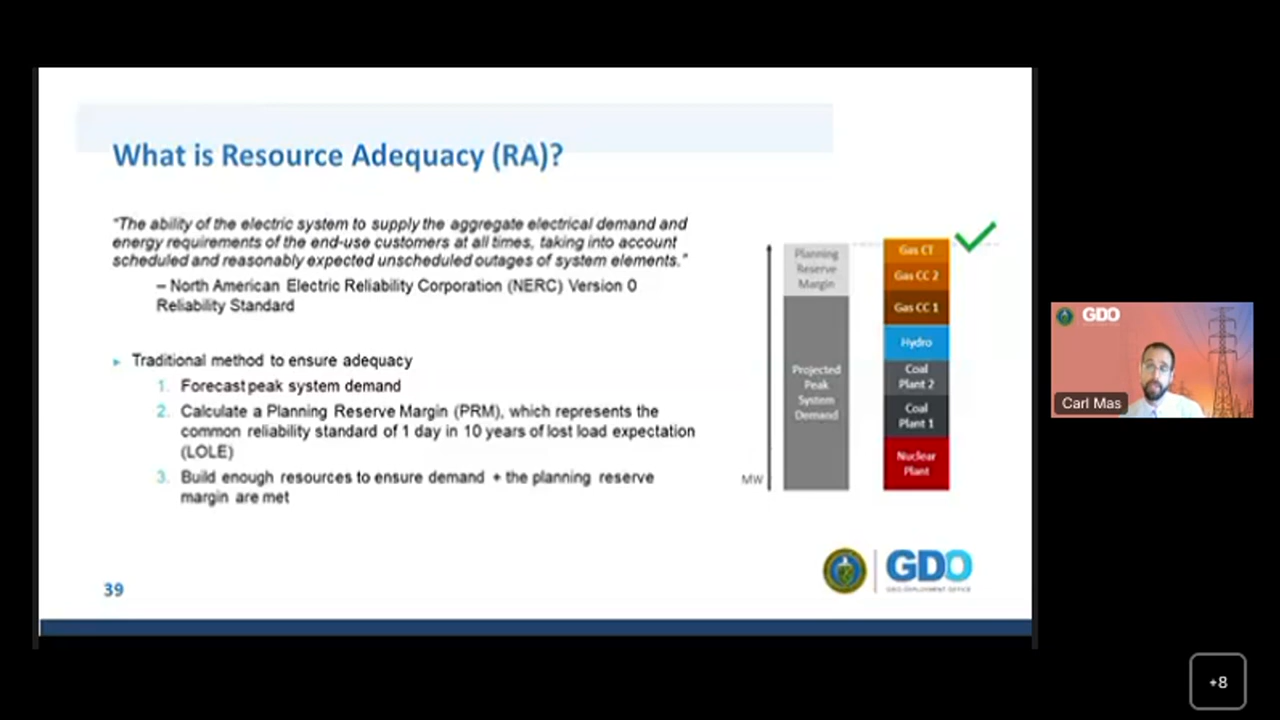 What is Resource Adequacy (RA)?
"The ability of the electric system to supply the aggregate electrical demand and
energy requirements of the end-use customers at all times, taking into account
scheduled and reasonably expected unscheduled outages of system elements."
– North American Electric Reliability Corporation (NERC) Version 0
Reliability Standard
Traditional method to ensure adequacy
1. Forecast peak system demand
2. Calculate a Planning Reserve Margin (PRM), which represents the
common reliability standard of 1 day in 10 years of lost load expectation
(LOLE)
3. Build enough resources to ensure demand + the planning reserve
margin are met
MW
Planning
Reserve
Margin
Projected
Peak
System
Demand
Gas CT
Gas CC 2
Gas CC 1
Hydro
Coal
Plant 2
Coal
Plant 1
Nuclear
Plant
39
GDO
GRID DEPLOYMENT OFFICE
GDO
Carl Mas
+8